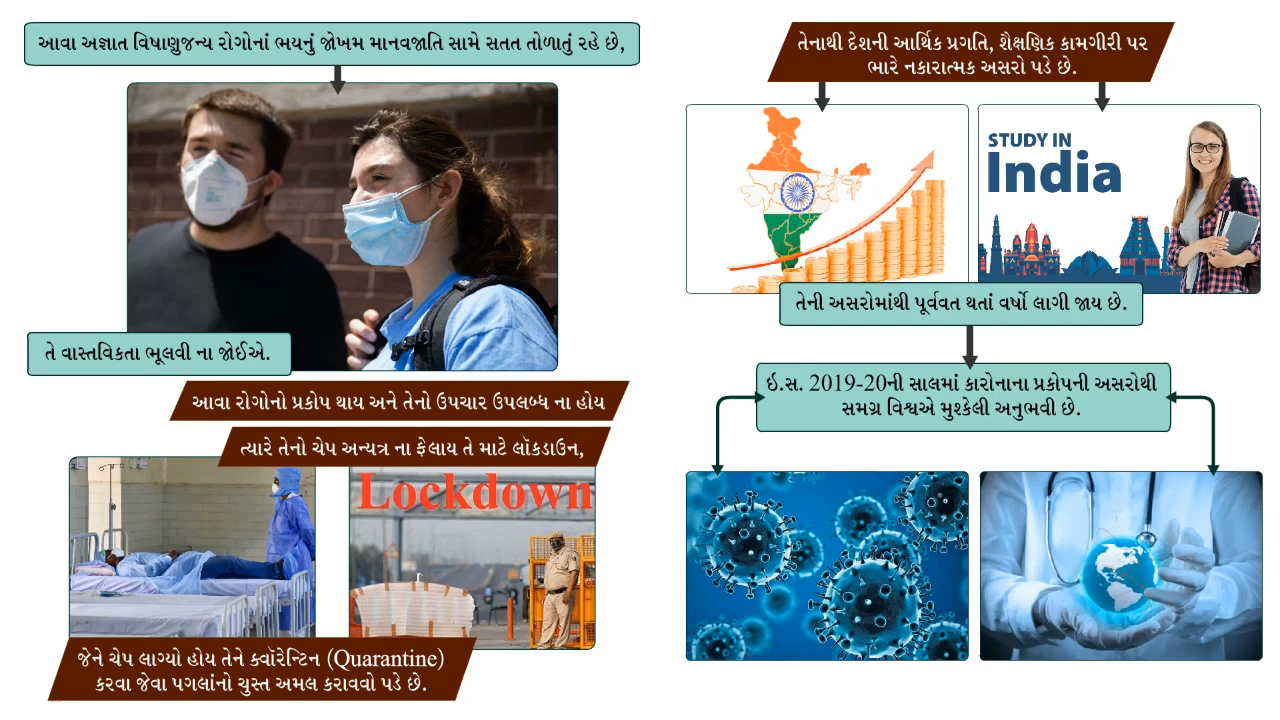 આવા અજ્ઞાત વિષાણુજન્ય રોગોનાં ભયનું જોખમ માનવજાતિ સામે સતત તોળાતું રહે છે,
તે વાસ્તવિકતા ભૂલવી ના જોઈએ.
આવા રોગોનો પ્રકોપ થાય અને તેનો ઉપચાર ઉપલબ્ધ ના હોય
ત્યારે તેનો ચેપ અન્યત્ર ના ફેલાય તે માટે લૉકડાઉન,
Lockdown
જેને ચેપ લાગ્યો હોય તેને ક્વૉરેન્ટિન (Quarantine)
કરવા જેવા પગલાંનો ચુસ્ત અમલ કરાવવો પડે છે.
તેનાથી દેશની આર્થિક પ્રગતિ, શૈક્ષણિક કામગીરી પર
ભારે નકારાત્મક અસરો પડે છે.
STUDY IN
India
તેની અસરોમાંથી પૂર્વવત થતાં વર્ષો લાગી જાય છે.
ઇ.સ. 2019-20ની સાલમાં કારોનાના પ્રકોપની અસરોથી
સમગ્ર વિશ્વએ મુશ્કેલી અનુભવી છે.